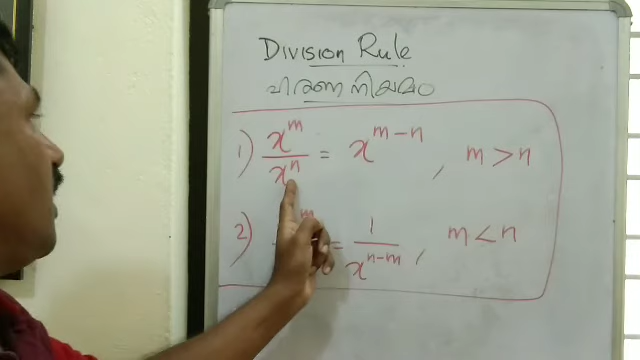 Division Rule
ഹരണ നിയമം
1) x^m / x^n = x^(m-n) , m > n
2) m = 1 / x^(n-m) , m < n